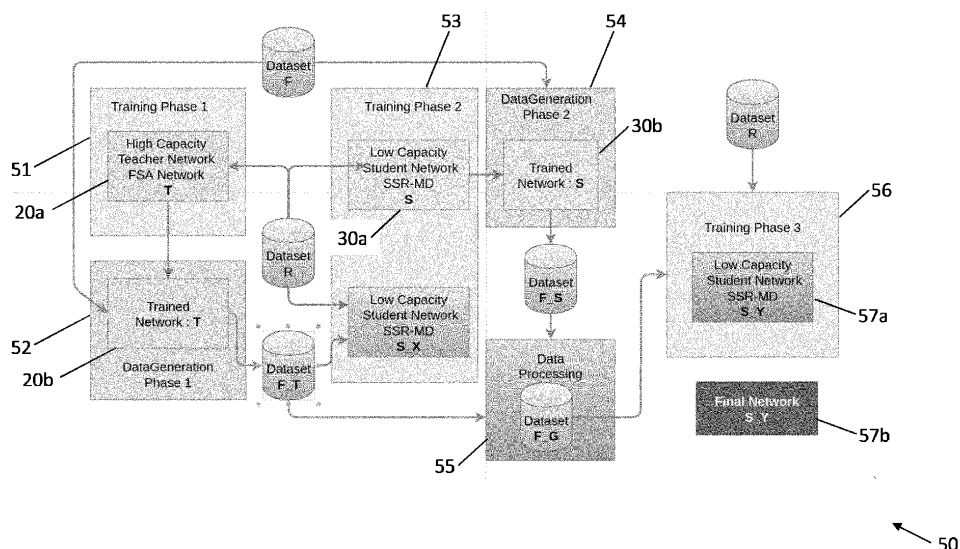 53
54
Dataset
F
Training Phase 1
Training Phase 2
DataGeneration
Phase 2
30b
Dataset
R
51
High Capacity
Teacher Network
FSA Network
T
Low Capacity
Student Network
SSR-MD
S
Trained
Network : S
56
20a
30a
Training Phase 3
Dataset
R
Dataset
F_S
Low Capacity
Student Network
SSR-MD
S_Y
57a
Trained
Network : T
Low Capacity
Student Network
SSR-MD
S_X
52
20b
DataGeneration
Phase 1
Dataset
F_T
Data
Processing
Dataset
F_G
Final Network
S_Y
57b
55
50